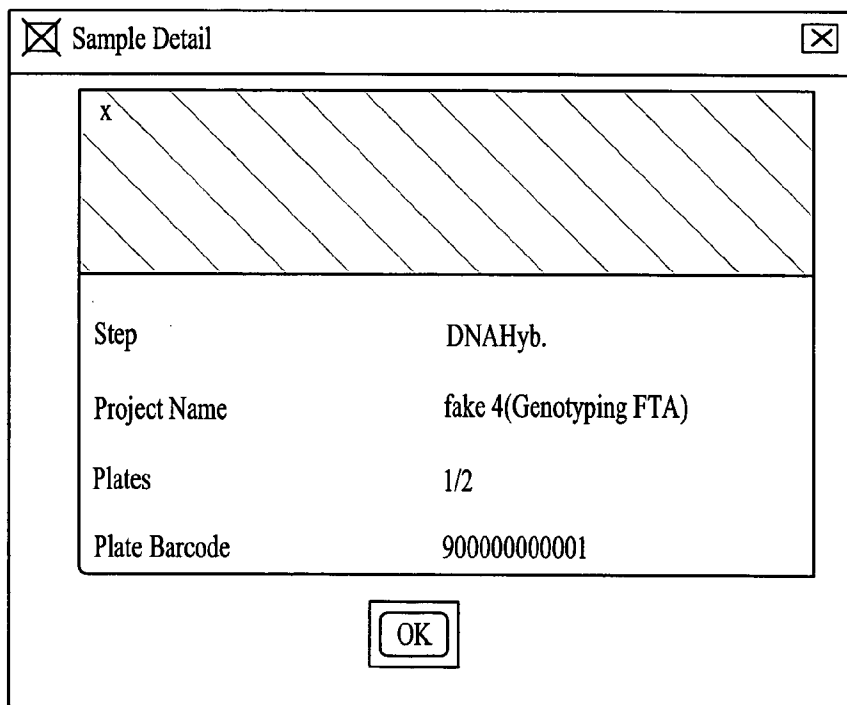 Sample Detail
x
Step DNAHyb.
Project Name fake 4(Genotyping FTA)
Plates 1/2
Plate Barcode 900000000001
OK